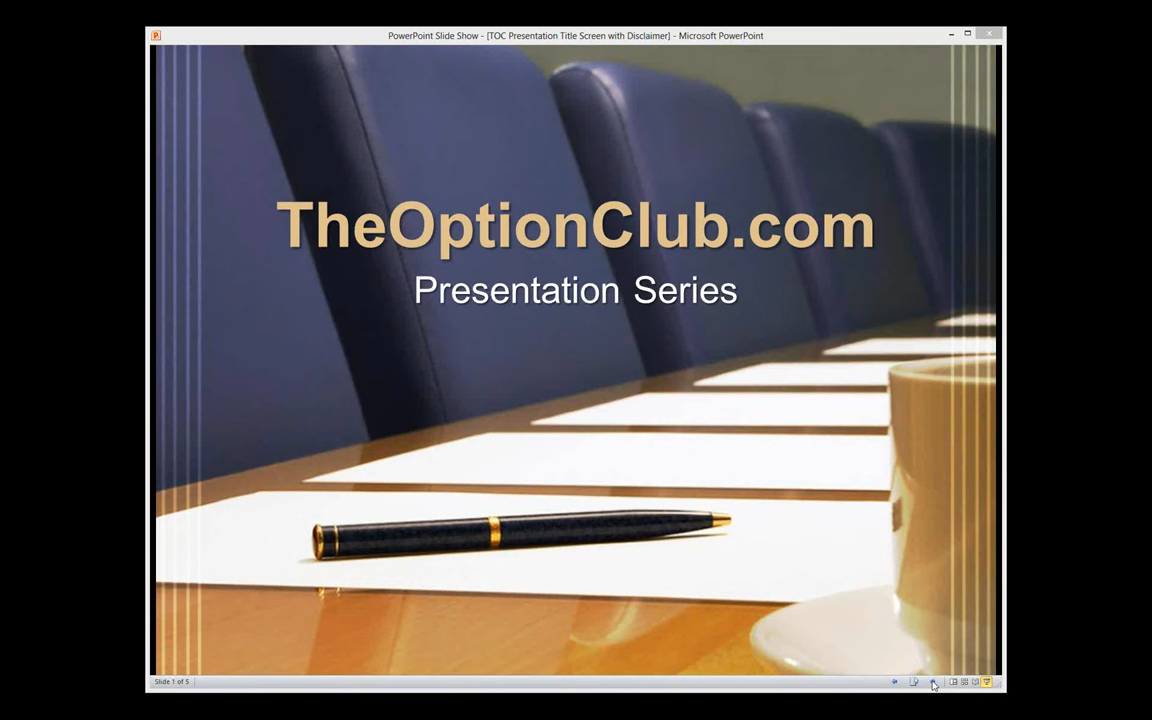 PowerPoint Slide Show - [TOC Presentation Title Screen with Disclaimer] - Microsoft PowerPoint
TheOptionClub.com
Presentation Series
Slide 1 of 5